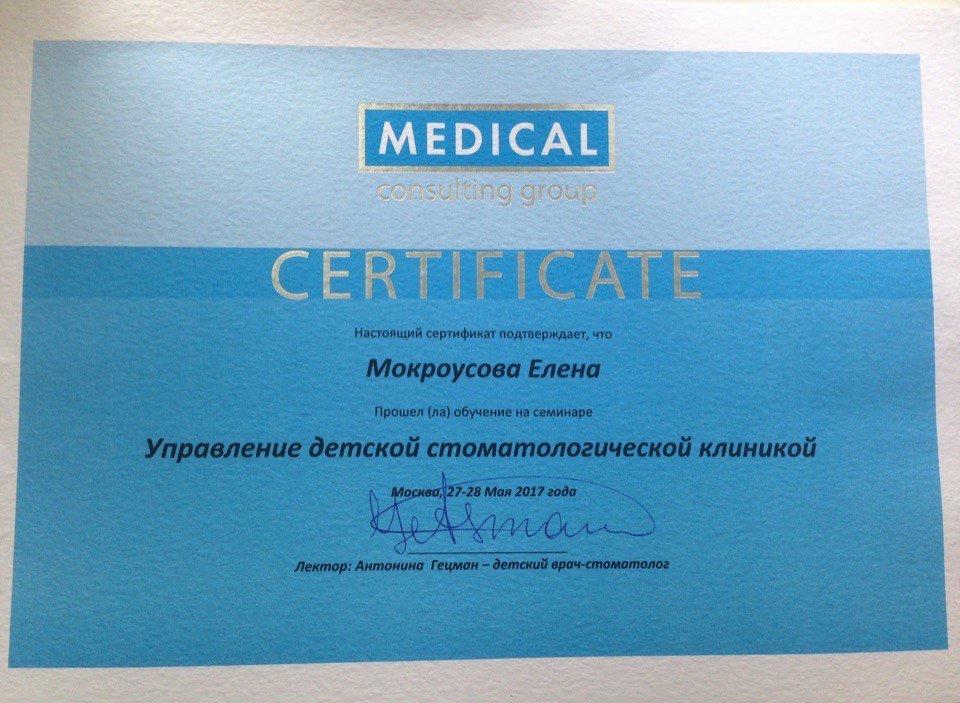 MEDICAL
consulting group
CERTIFICATE
Настоящий сертификат подтверждает, что
Мокроусова Елена
Прошел (ла) обучение на семинаре
Управление детской стоматологической клиникой
Москва, 27-28 Мая 2017 года
Лектор: Антонина Гецман – детский врач-стоматолог